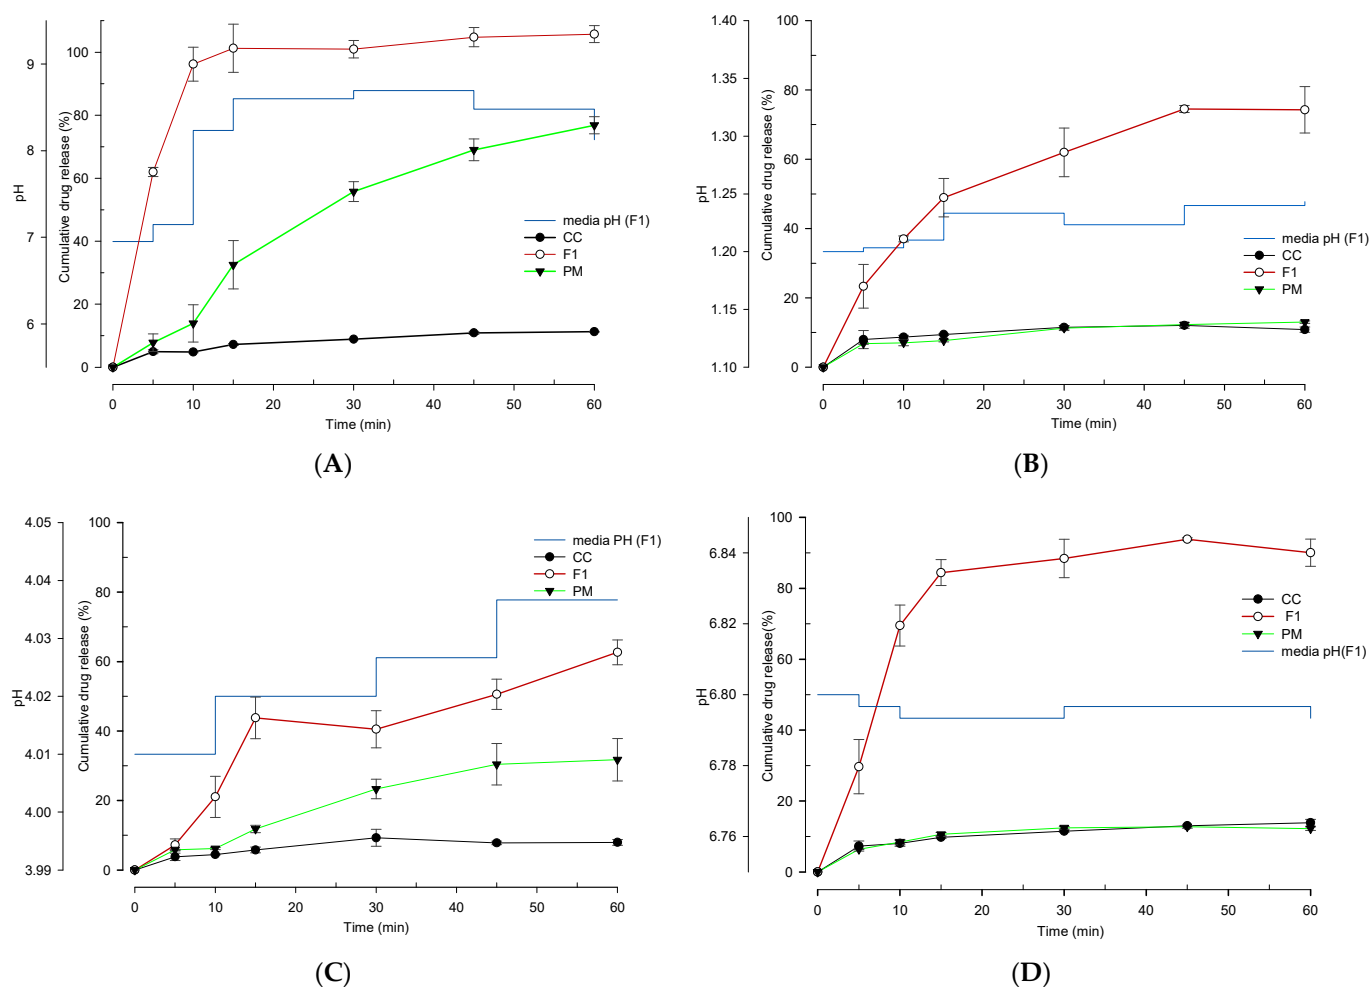 pH
9
8
7
6
Cumulative drug release (%)
100
80
60
40
20
0
media pH (F1)
CC
F1
PM
0 10 20 30 40 50 60
Time (min)
(A)
pH
1.40
1.35
1.30
1.25
1.20
1.15
1.10
Cumulative drug release (%)
100
80
60
40
20
0
media pH (F1)
CC
F1
PM
0 10 20 30 40 50 60
Time (min)
(B)
pH
4.05
4.04
4.03
4.02
4.01
4.00
3.99
Cumulative drug release (%)
100
80
60
40
20
0
media PH (F1)
CC
F1
PM
0 10 20 30 40 50 60
Time (min)
(C)
pH
6.84
6.82
6.80
6.78
6.76
Cumulative drug release(%)
100
80
60
40
20
0
CC
F1
PM
media pH(F1)
0 10 20 30 40 50 60
Time (min)
(D)